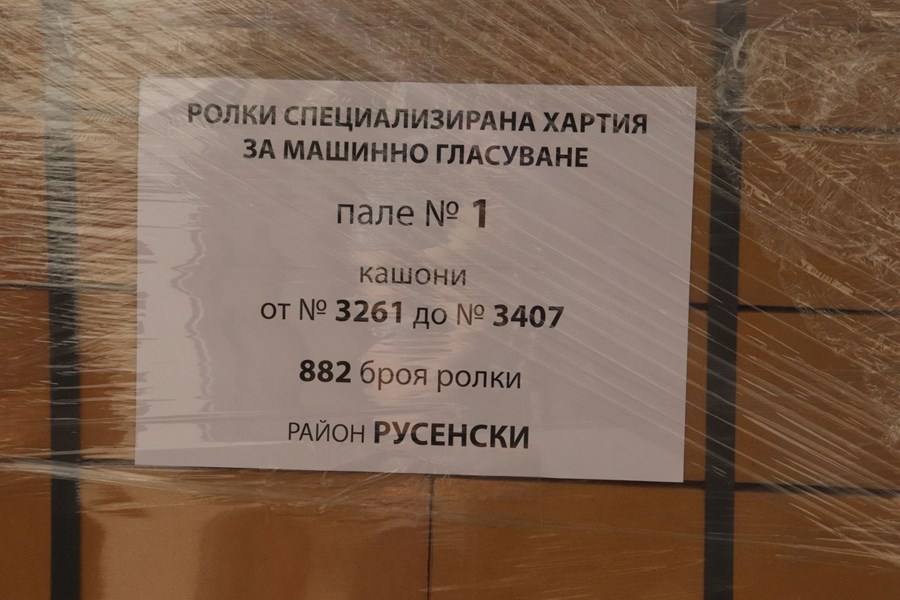 РОЛКИ СПЕЦИАЛИЗИРАНА ХАРТИЯ
ЗА МАШИННО ГЛАСУВАНЕ
пале № 1
кашони
от № 3261 до № 3407
882 броя ролки
РАЙОН РУСЕНСКИ